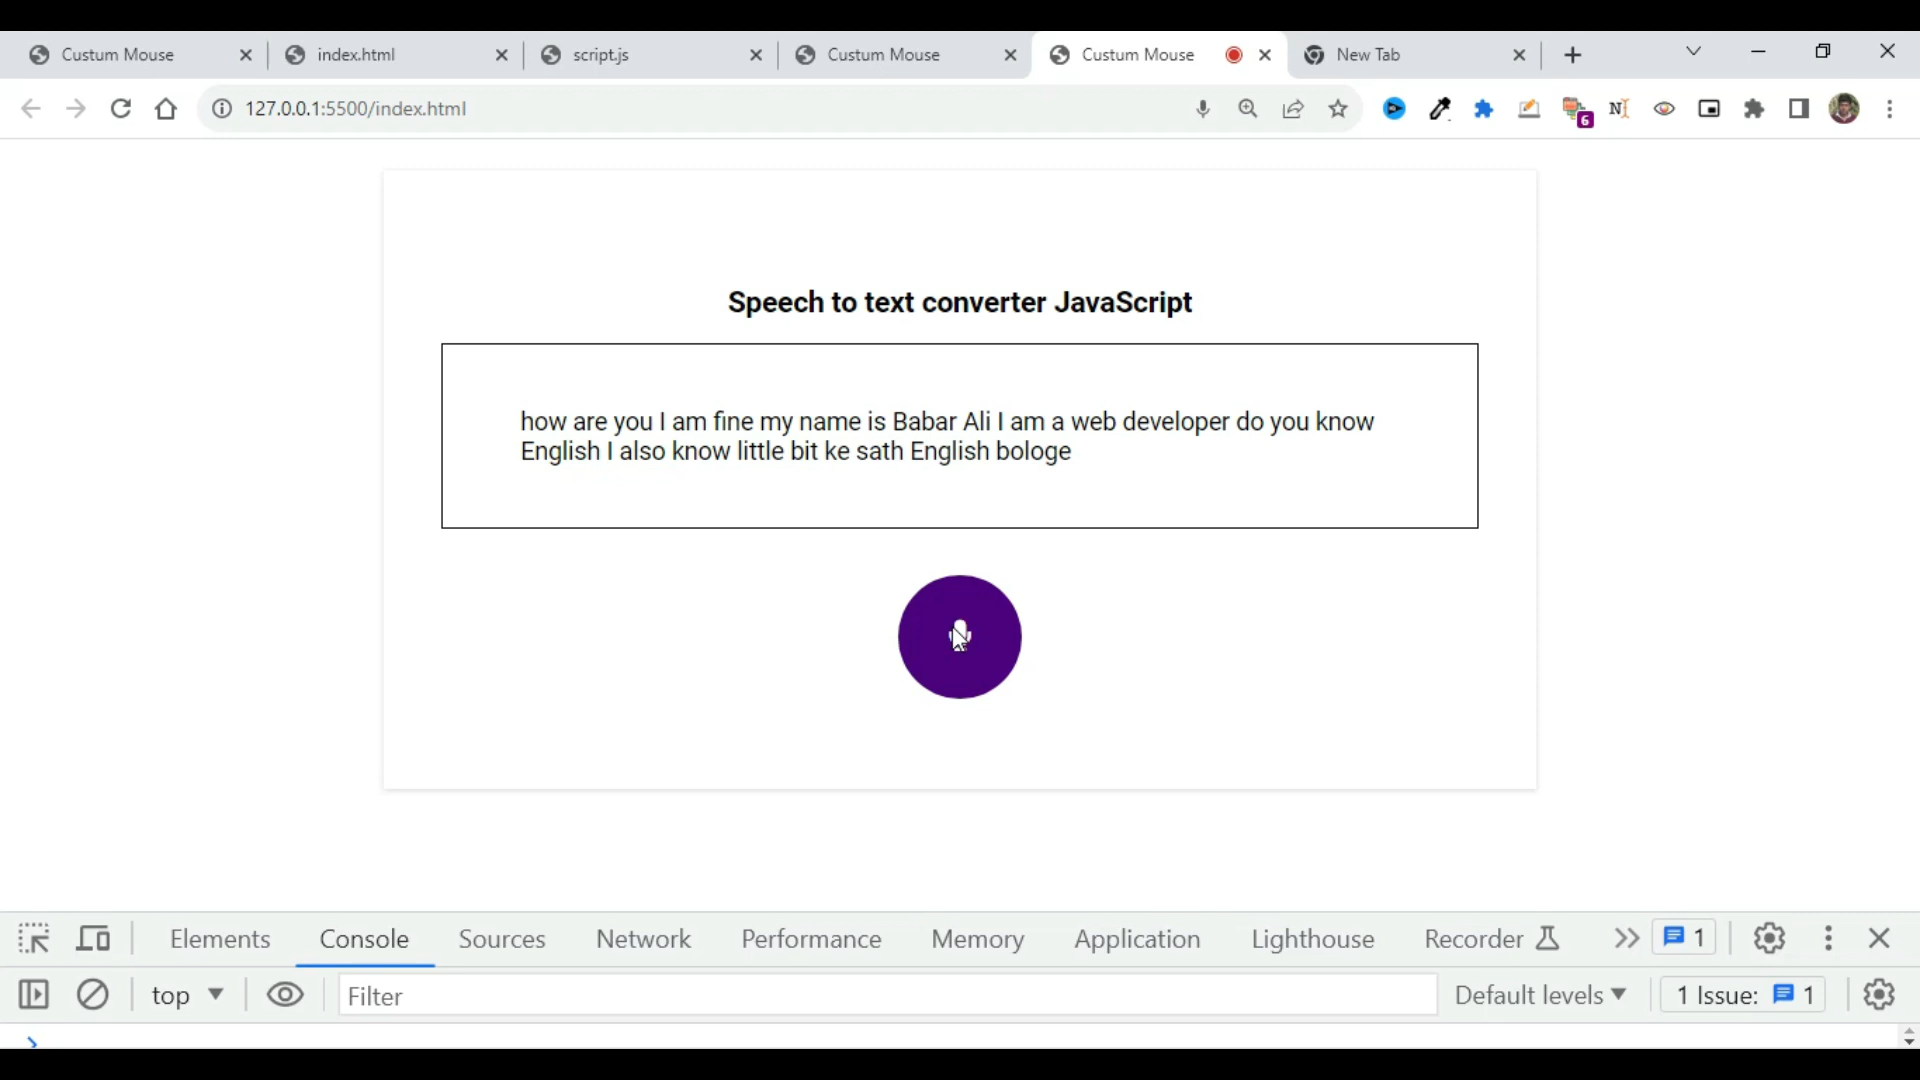 Custum Mouse
index.html
script.js
Custum Mouse
Custum Mouse
New Tab
127.0.0.1:5500/index.html
6
N
Speech to text converter JavaScript
how are you I am fine my name is Babar Ali I am a web developer do you know
English I also know little bit ke sath English bologe
Elements
Console
Sources
Network
Performance
Memory
Application
Lighthouse
Recorder
1
top
Filter
Default levels
1 Issue: 1